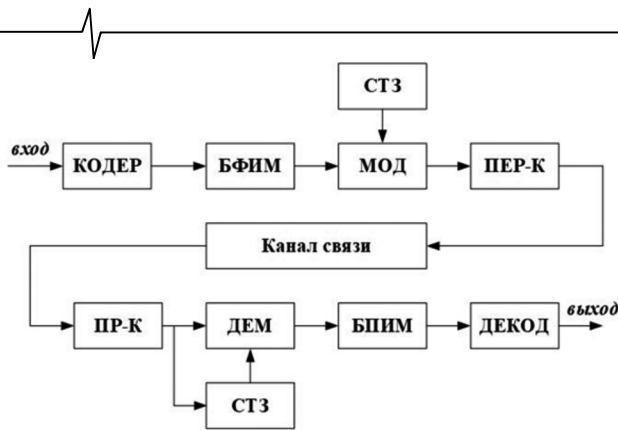 СТЗ
вход
КОДЕР
БФИМ
МОД
ПЕР-К
Канал связи
ПР-К
ДЕМ
БПИМ
ДЕКОД
выход
СТЗ